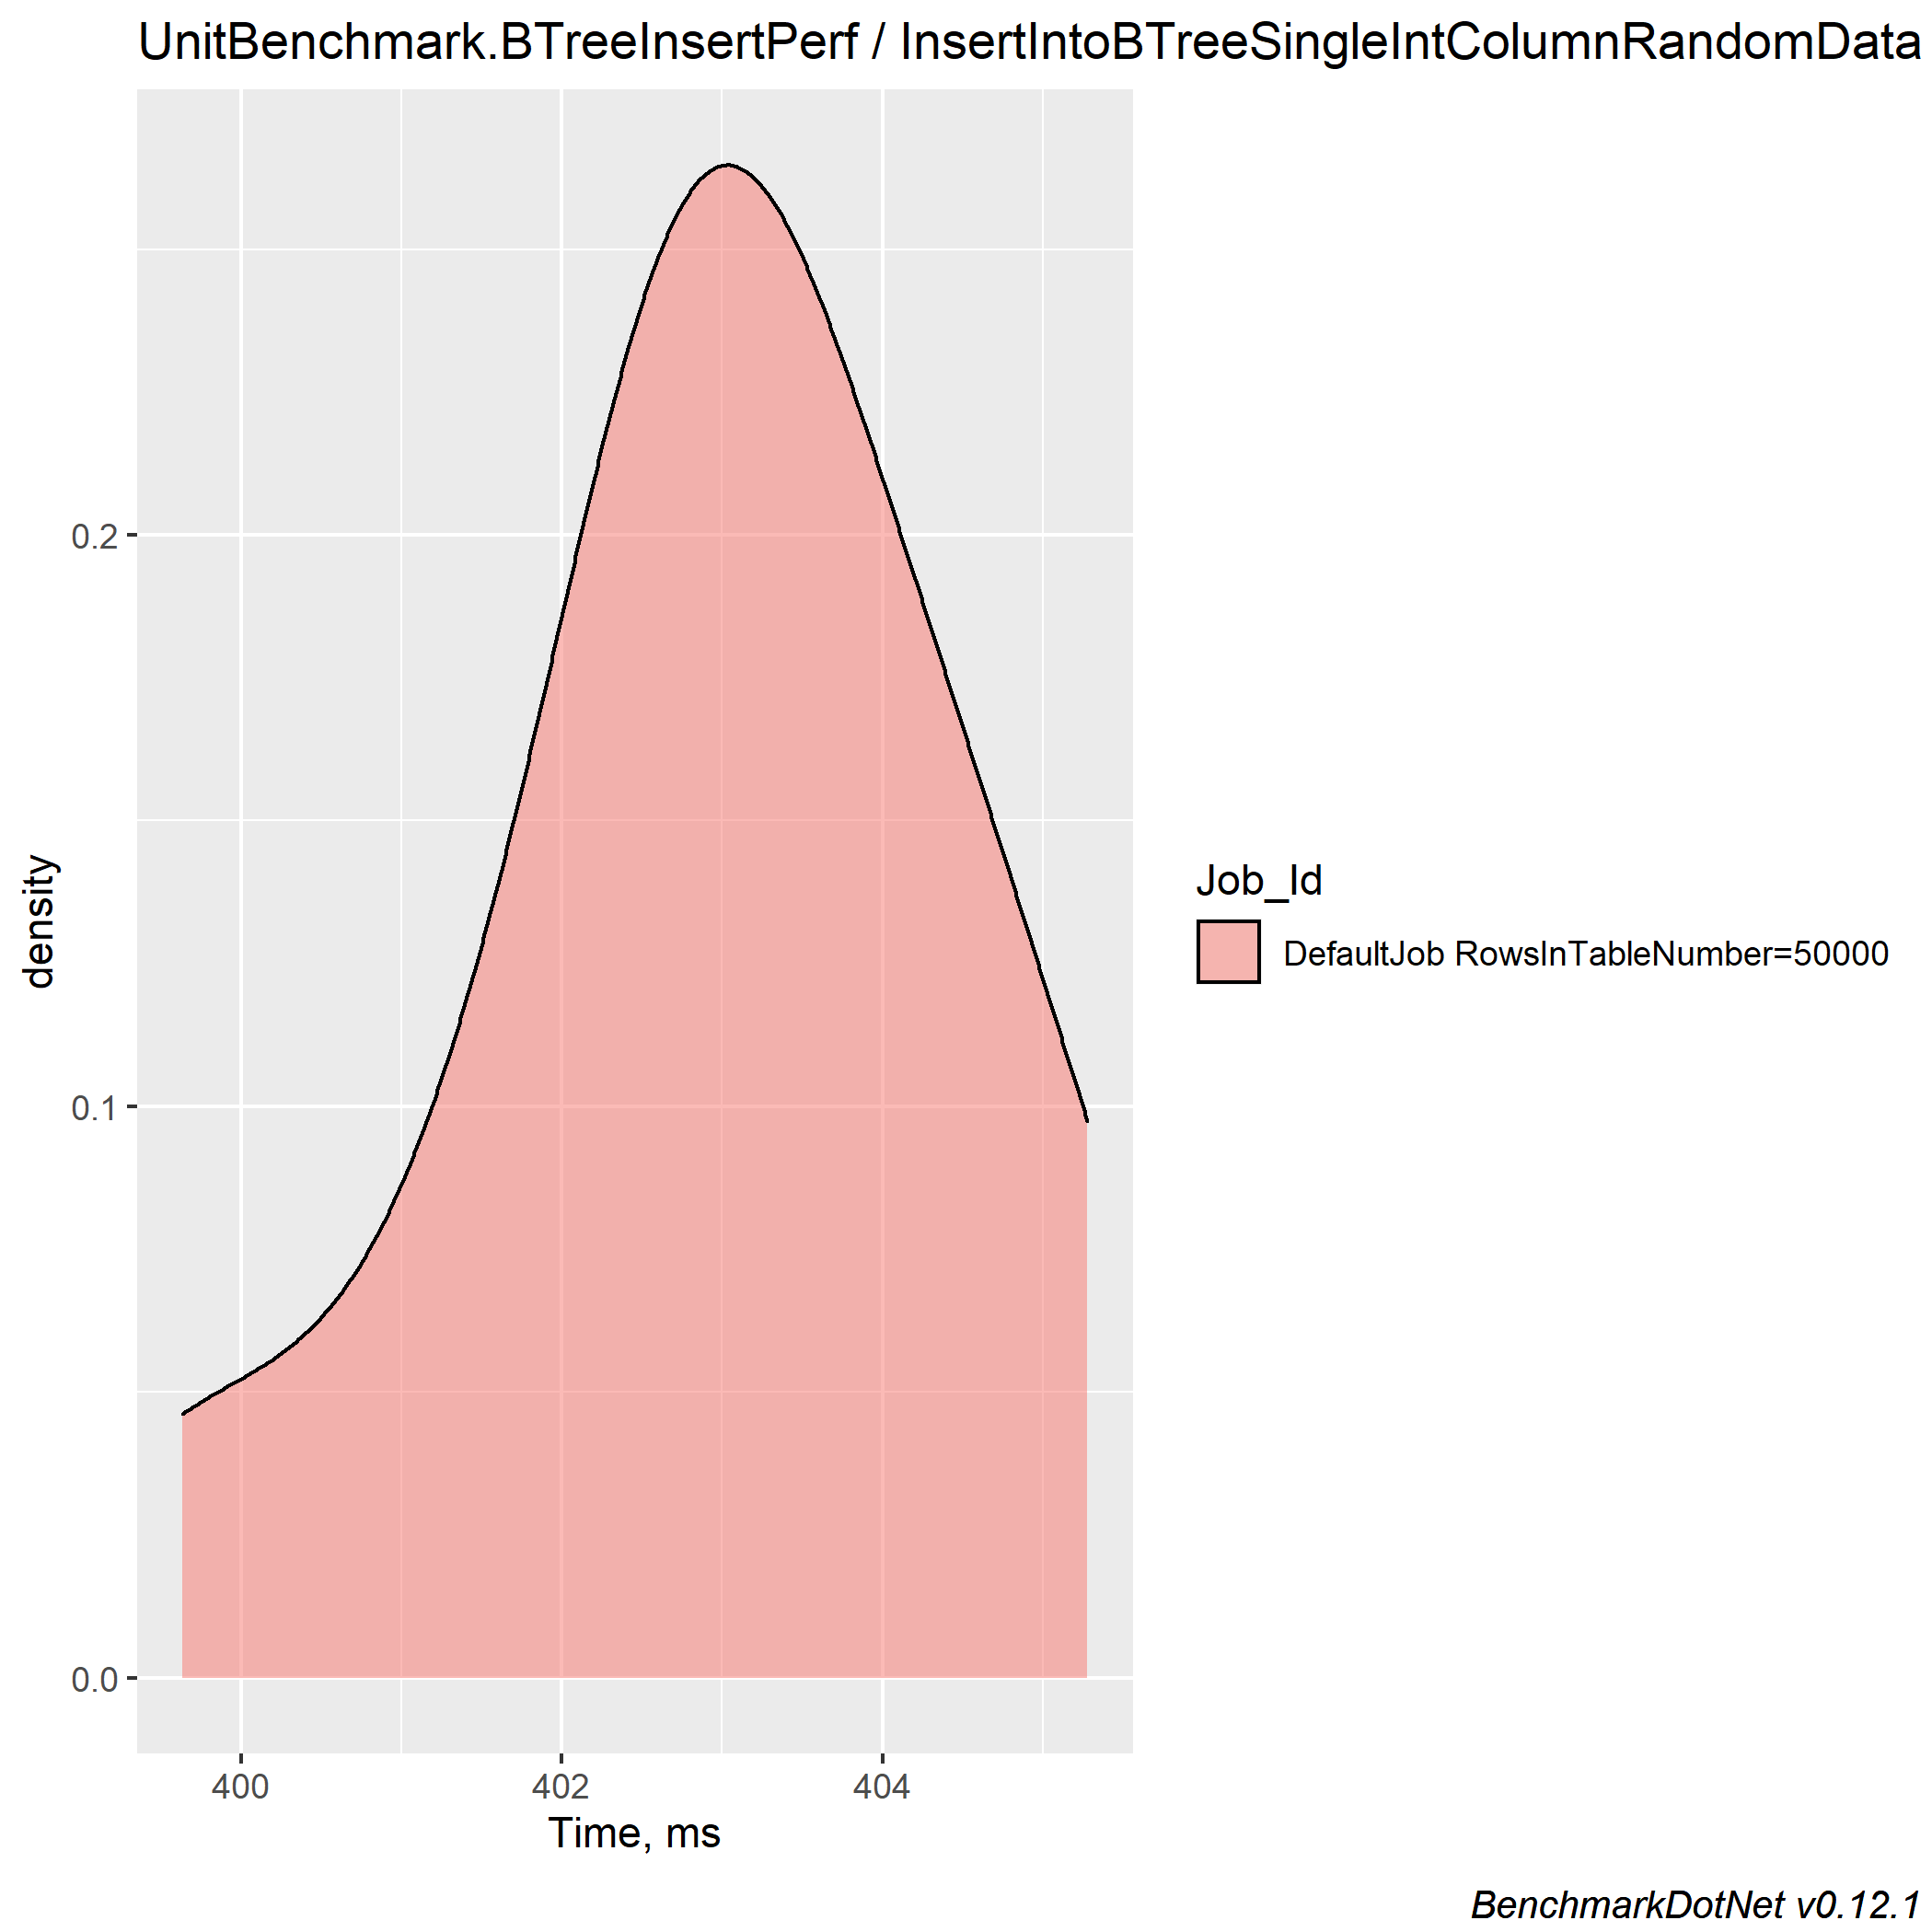 UnitBenchmark.BTreeInsertPerf / InsertIntoBTreeSingleIntColumnRandomData
density
0.2
0.1
0.0
400
402
404
Time, ms
Job_Id
DefaultJob RowsInTableNumber=50000
BenchmarkDotNet v0.12.1